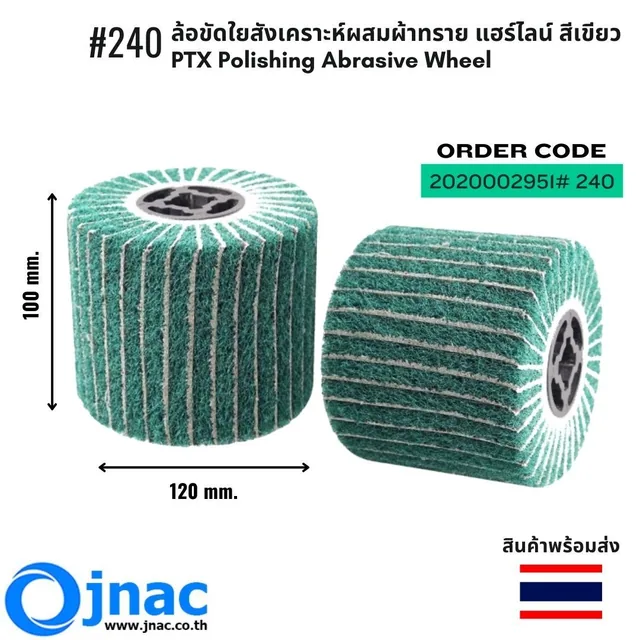 #240 ล้อขัดใยสังเคราะห์ผสมผ้าทราย แฮร์ไลน์ สีเขียว
PTX Polishing Abrasive Wheel
ORDER CODE
202000295I# 240
100 mm.
120 mm.
สินค้าพร้อมส่ง
jnac
www.jnac.co.th